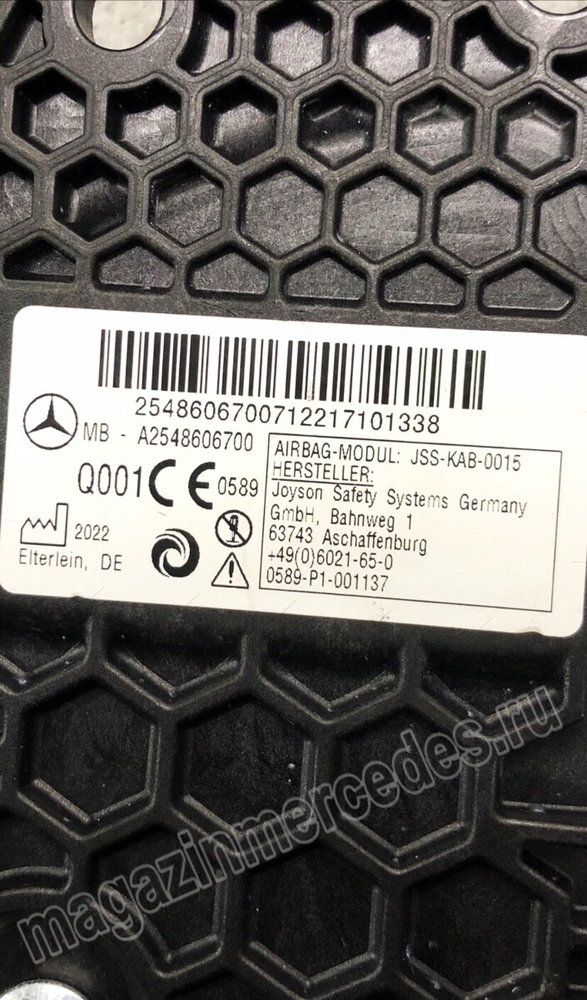 2548606700712217101338
MB - A2548606700
Q001 CE 0589
2022
Elterlein, DE
AIRBAG-MODUL: JSS-KAB-0015
HERSTELLER:
Joyson Safety Systems Germany
GmbH, Bahnweg 1
63743 Aschaffenburg
+49(0)6021-65-0
0589-P1-001137
magazinmercedes.ru